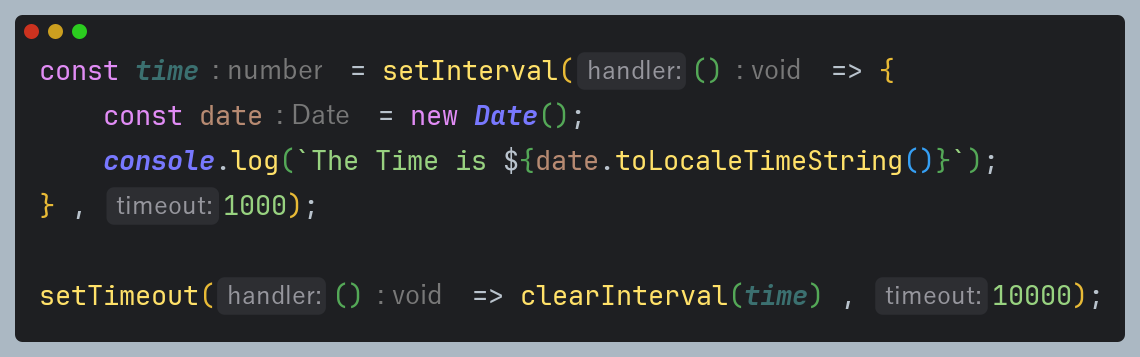 const time : number = setInterval( handler: () : void => {
const date : Date = new Date();
console.log(`The Time is ${date.toLocaleTimeString()}`);
} , timeout: 1000);
setTimeout( handler: () : void => clearInterval(time) , timeout: 10000);